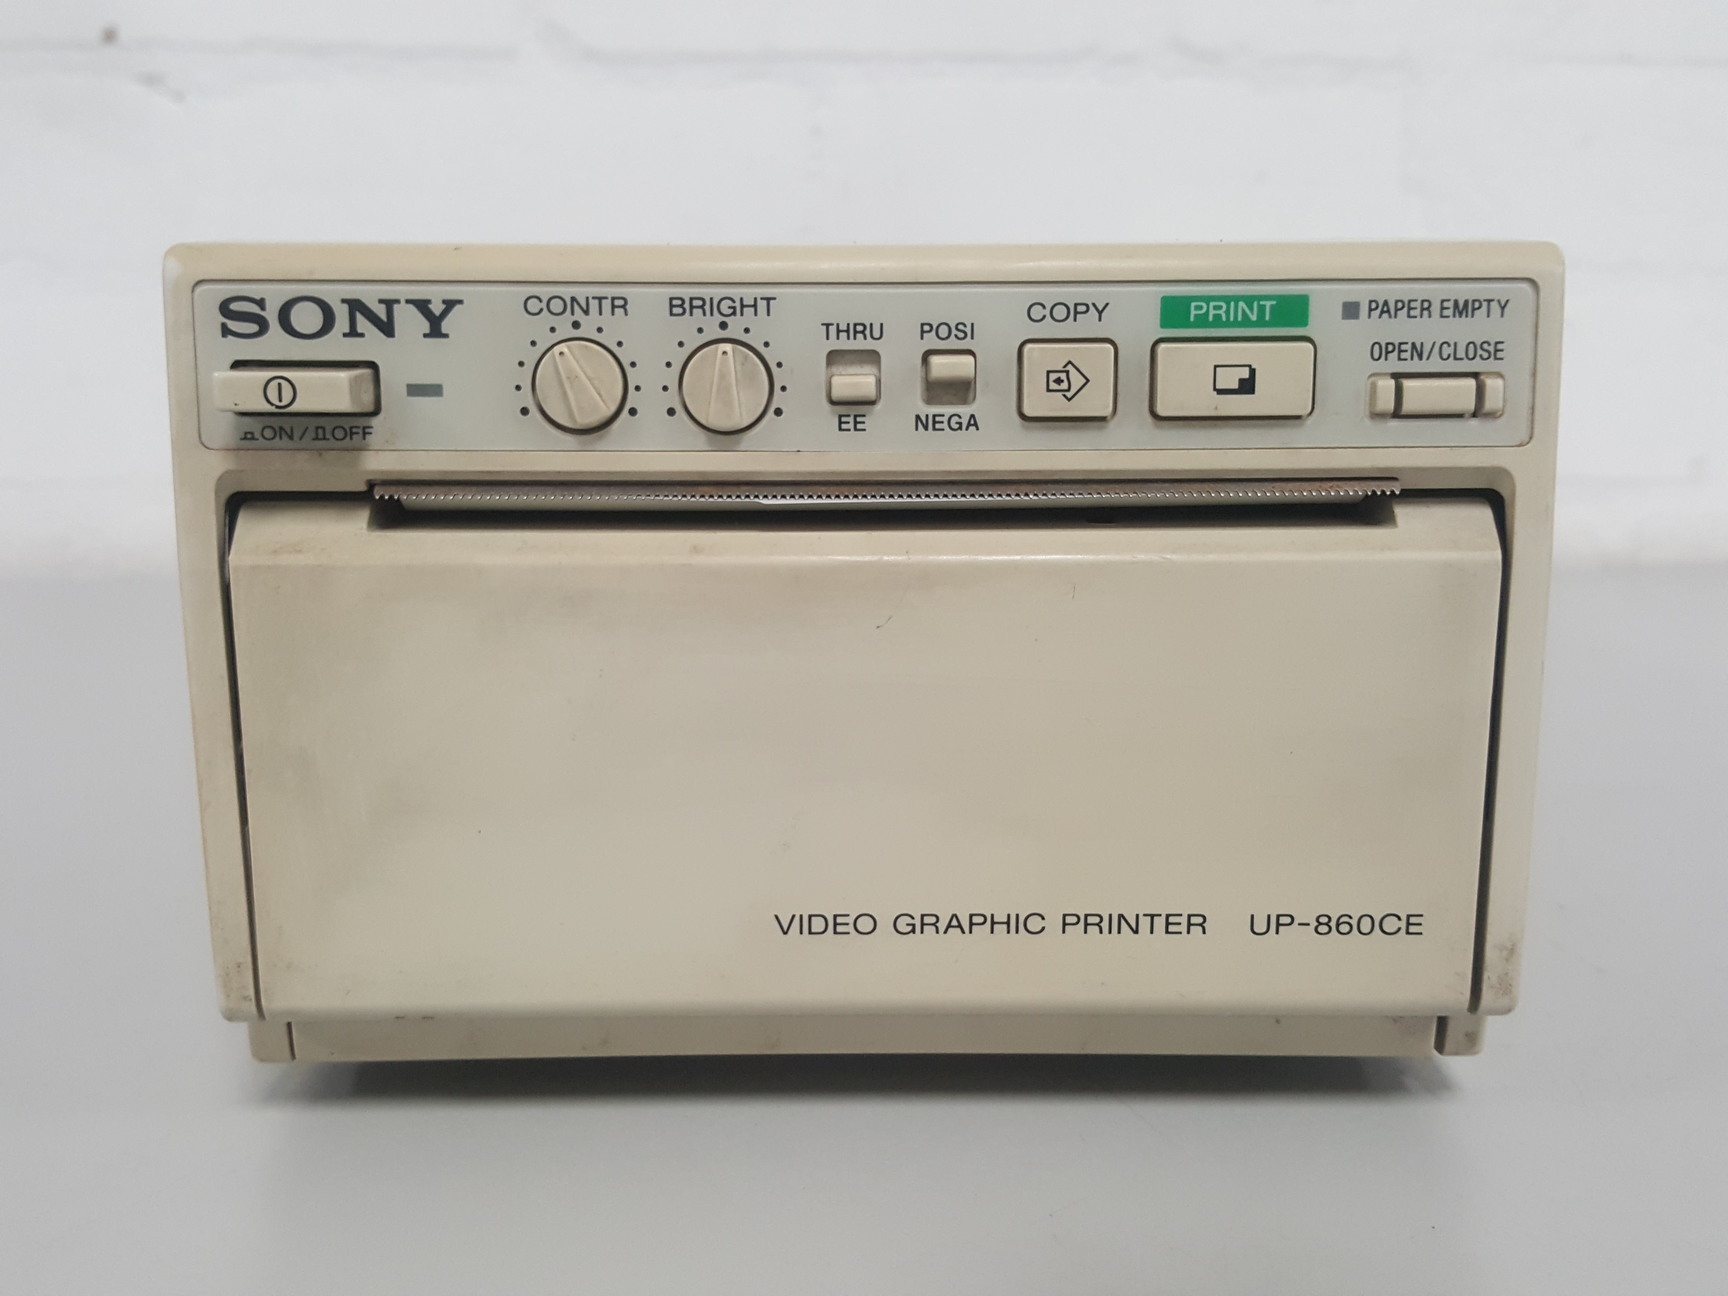 SONY
ON/OFF
CONTR
BRIGHT
THRU
EE
POSI
NEGA
COPY
PRINT
PAPER EMPTY
OPEN/CLOSE
VIDEO GRAPHIC PRINTER UP-860CE